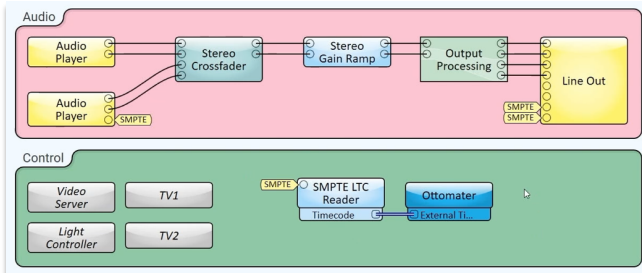 Audio
Audio
Player
Stereo
Crossfader
Stereo
Gain Ramp
Output
Processing
Line Out
Audio
Player
SMPTE
SMPTE
SMPTE
Control
Video
Server
TV1
Light
Controller
TV2
SMPTE
SMPTE LTC
Reader
Timecode
Ottomater
External Ti...